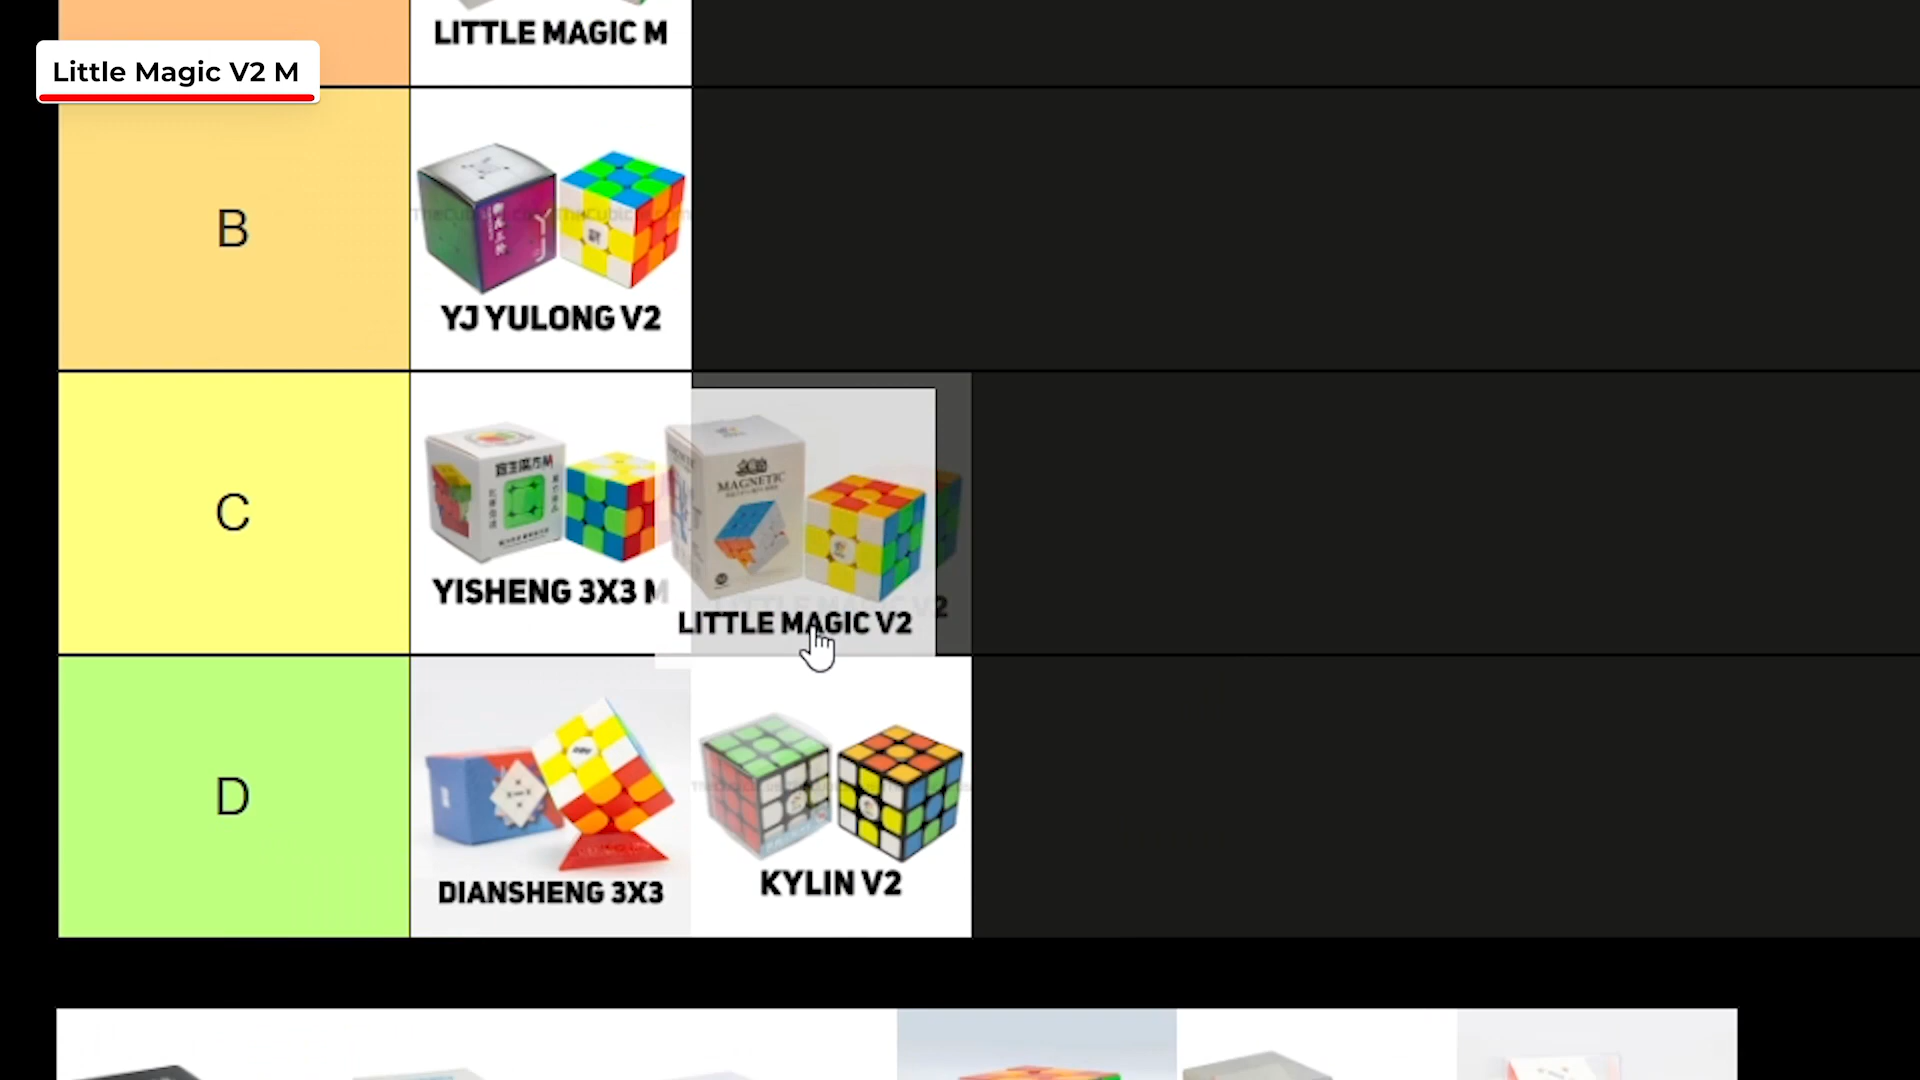 LITTLE MAGIC M
Little Magic V2 M
B
YJ YULONG V2
C
MAGNETIC
YISHENG 3X3 M
LITTLE MAGIC V2
D
DIANSHENG 3X3
KYLIN V2